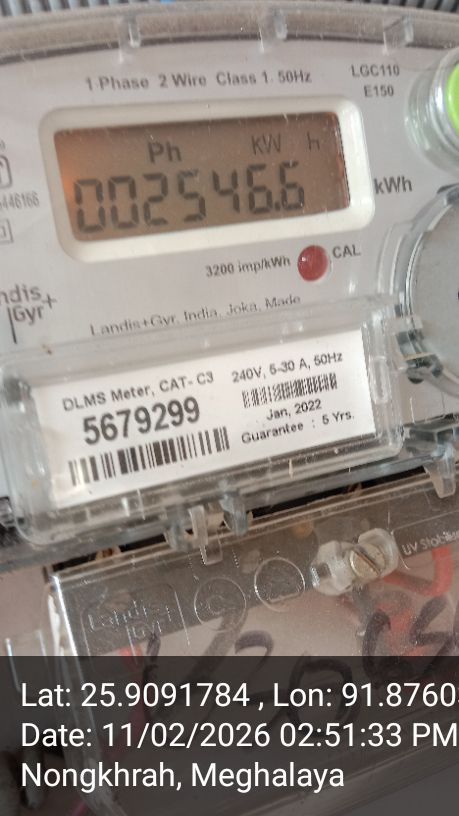 1 Phase 2 Wire Class 1. 50Hz
LGC110
E150
Ph kW h
002546.6
kWh
3200 imp/kWh
CAL
Landis+Gyr, India, Joka, Made
DLMS Meter, CAT- C3
5679299
240V, 5-30 A, 50Hz
Jan, 2022
Guarantee : 5 Yrs.
UV
Landis+
Gyr
Lat: 25.9091784 , Lon: 91.8760
Date: 11/02/2026 02:51:33 PM
Nongkhrah, Meghalaya